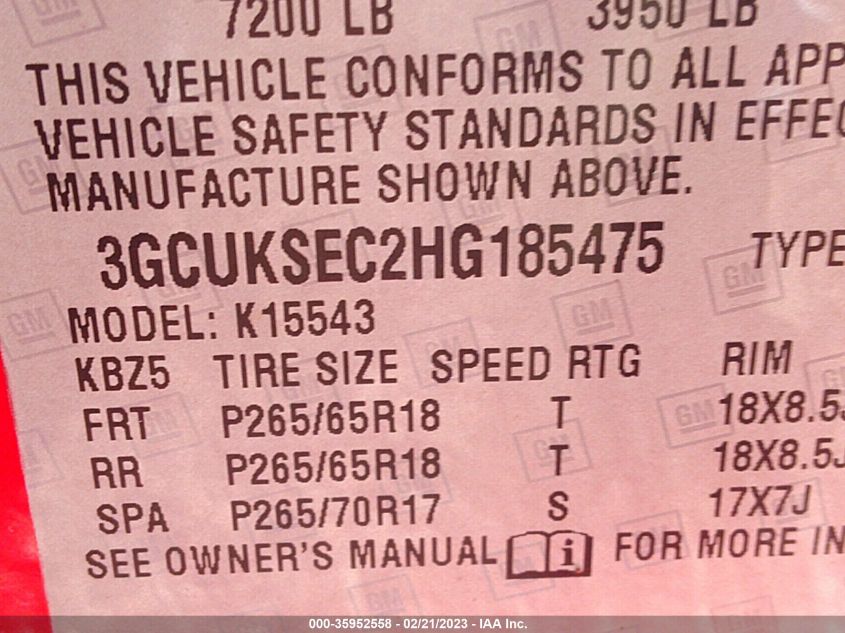 7200 LB 3950 LB
THIS VEHICLE CONFORMS TO ALL APP
VEHICLE SAFETY STANDARDS IN EFFEC
MANUFACTURE SHOWN ABOVE.
3GCUKSEC2HG185475 TYPE
MODEL: K15543
KBZ5 TIRE SIZE SPEED RTG RIM
FRT P265/65R18 T 18X8.5J
RR P265/65R18 T 18X8.5J
SPA P265/70R17 S 17X7J
SEE OWNER'S MANUAL i FOR MORE IN
000-35952558 - 02/21/2023 - IAA Inc.